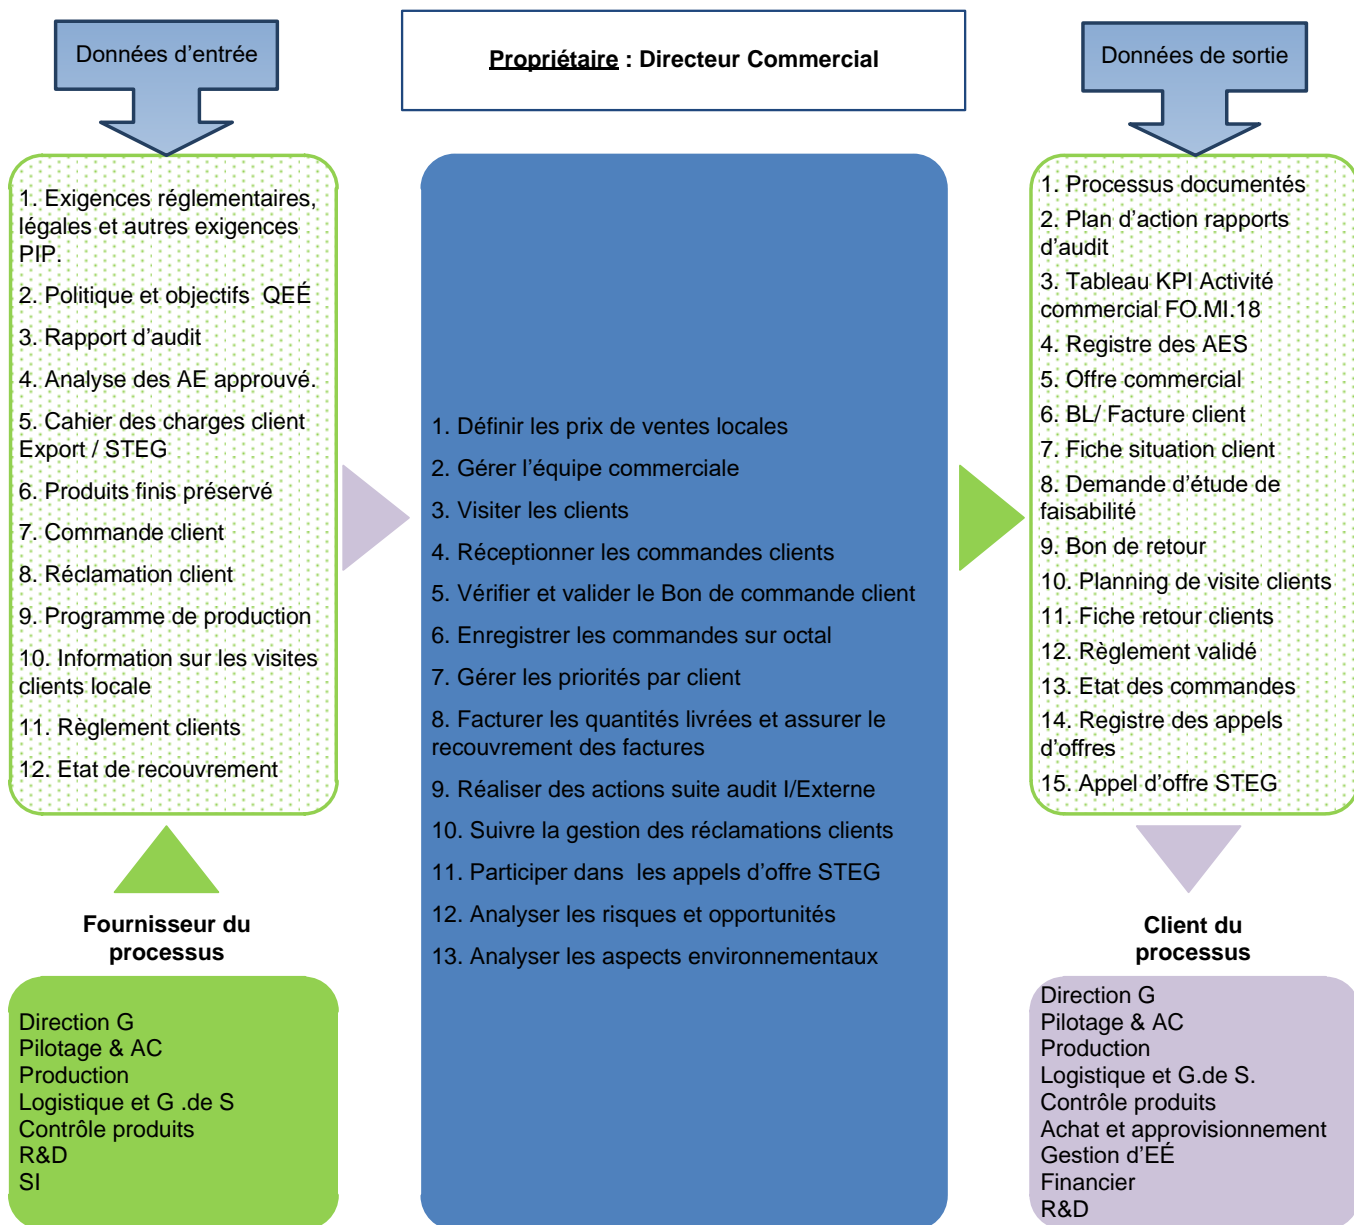 Données d’entrée
Propriétaire : Directeur Commercial
Données de sortie
1. Exigences réglementaires,
légales et autres exigences
PIP.
2. Politique et objectifs  QEÉ
3. Rapport d’audit
4. Analyse des AE approuvé.
5. Cahier des charges client
Export / STEG
6. Produits finis préservé
7. Commande client
8. Réclamation client
9. Programme de production
10. Information sur les visites
clients locale
11. Règlement clients
12. Etat de recouvrement
1. Définir les prix de ventes locales
2. Gérer l’équipe commerciale
3. Visiter les clients
4. Réceptionner les commandes clients
5. Vérifier et valider le Bon de commande client
6. Enregistrer les commandes sur octal
7. Gérer les priorités par client
8. Facturer les quantités livrées et assurer le
recouvrement des factures
9. Réaliser des actions suite audit I/Externe
10. Suivre la gestion des réclamations clients
11. Participer dans  les appels d’offre STEG
12. Analyser les risques et opportunités
13. Analyser les aspects environnementaux
1. Processus documentés
2. Plan d’action rapports
d’audit
3. Tableau KPI Activité
commercial FO.MI.18
4. Registre des AES
5. Offre commercial
6. BL/ Facture client
7. Fiche situation client
8. Demande d’étude de
faisabilité
9. Bon de retour
10. Planning de visite clients
11. Fiche retour clients
12. Règlement validé
13. Etat des commandes
14. Registre des appels
d’offres
15. Appel d’offre STEG
Fournisseur du
processus
Direction G
Pilotage & AC
Production
Logistique et G .de S
Contrôle produits
R&D
SI
Client du
processus
Direction G
Pilotage & AC
Production
Logistique et G.de S.
Contrôle produits
Achat et approvisionnement
Gestion d’EÉ
Financier
R&D